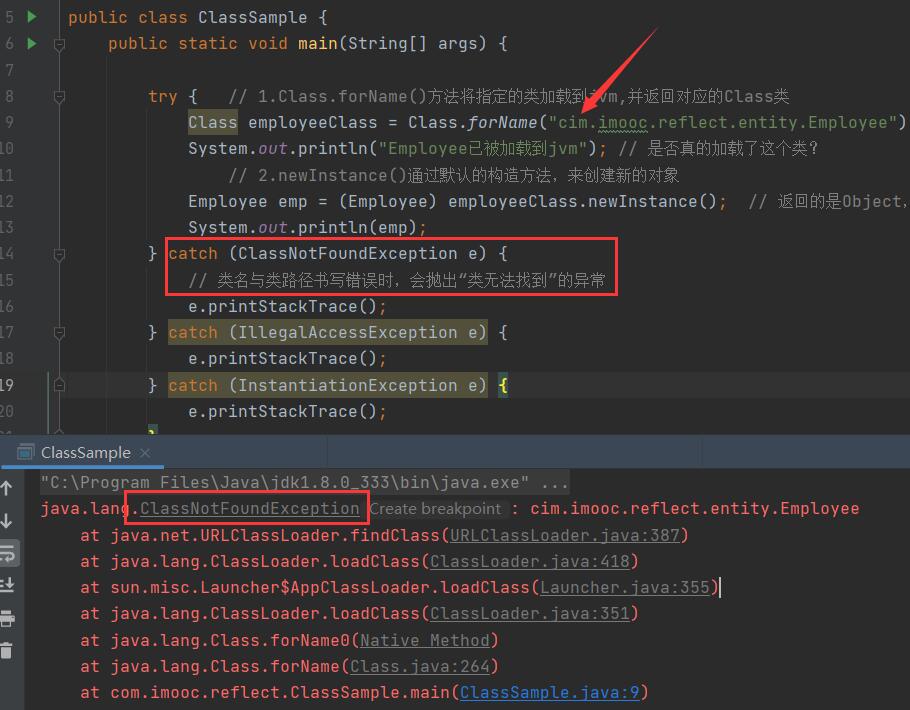 5 public class ClassSample {
6 public static void main(String[] args) {
7
8 try { // 1.Class.forName()方法将指定的类加载到jvm,并返回对应的Class类
9 Class employeeClass = Class.forName("cim.imooc.reflect.entity.Employee")
10 System.out.println("Employee已被加载到jvm"); // 是否真的加载了这个类?
11 // 2.newInstance()通过默认的构造方法，来创建新的对象
12 Employee emp = (Employee) employeeClass.newInstance(); // 返回的是Object,
13 System.out.println(emp);
14 } catch (ClassNotFoundException e) {
15 // 类名与类路径书写错误时，会抛出“类无法找到”的异常
16 e.printStackTrace();
17 } catch (IllegalAccessException e) {
18 e.printStackTrace();
19 } catch (InstantiationException e) {
20 e.printStackTrace();
ClassSample ×
"C:\Program Files\Java\jdk1.8.0_333\bin\java.exe" ...
java.lang.ClassNotFoundException Create breakpoint : cim.imooc.reflect.entity.Employee
at java.net.URLClassLoader.findClass(URLClassLoader.java:387)
at java.lang.ClassLoader.loadClass(ClassLoader.java:418)
at sun.misc.Launcher$AppClassLoader.loadClass(Launcher.java:355)
at java.lang.ClassLoader.loadClass(ClassLoader.java:351)
at java.lang.Class.forName0(Native Method)
at java.lang.Class.forName(Class.java:264)
at com.imooc.reflect.ClassSample.main(ClassSample.java:9)